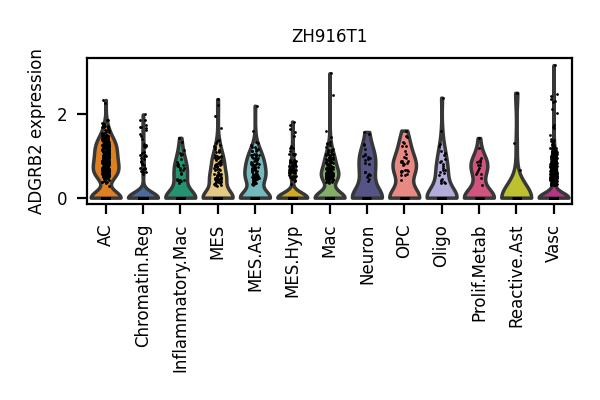 ZH916T1
ADGRB2 expression
2
0
AC
Chromatin.Reg
Inflammatory.Mac
MES
MES.Ast
MES.Hyp
Mac
Neuron
OPC
Oligo
Prolif.Metab
Reactive.Ast
Vasc